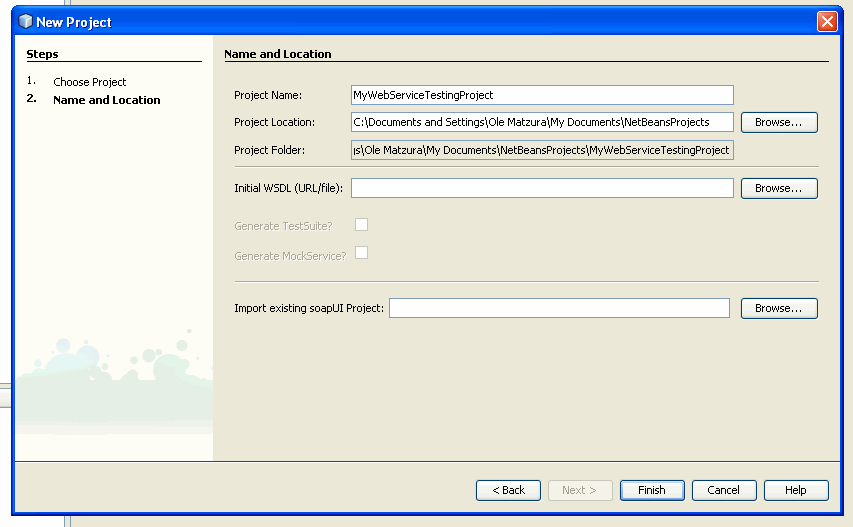 New Project
Steps
1. Choose Project
2. Name and Location
Name and Location
Project Name: MyWebServiceTestingProject
Project Location: C:\Documents and Settings\Ole Matzura\My Documents\NetBeansProjects Browse...
Project Folder: gs\Ole Matzura\My Documents\NetBeansProjects\MyWebServiceTestingProject
Initial WSDL (URL/file): Browse...
Generate TestSuite?
Generate MockService?
Import existing soapUI Project: Browse...
< Back Next > Finish Cancel Help